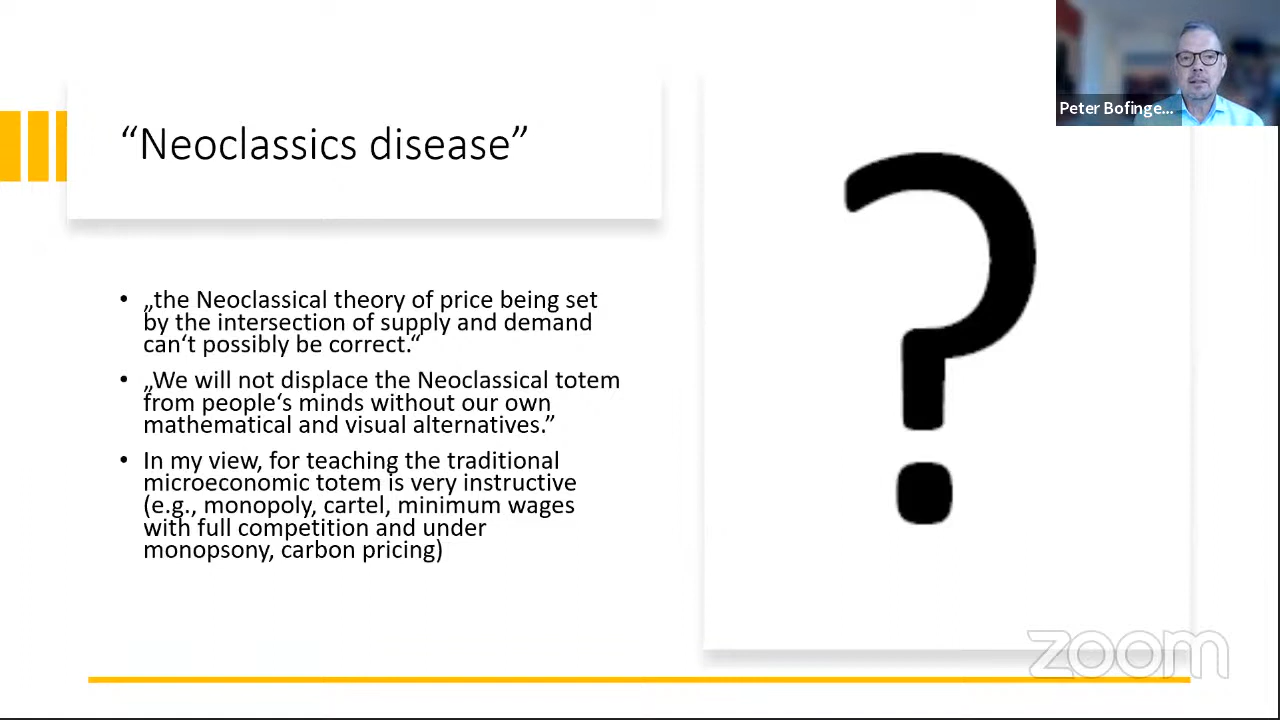 Peter Bofinge...
“Neoclassics disease”
• „the Neoclassical theory of price being set
by the intersection of supply and demand
can‘t possibly be correct.“
• „We will not displace the Neoclassical totem
from people‘s minds without our own
mathematical and visual alternatives.”
• In my view, for teaching the traditional
microeconomic totem is very instructive
(e.g., monopoly, cartel, minimum wages
with full competition and under
monopsony, carbon pricing)
?
zoom